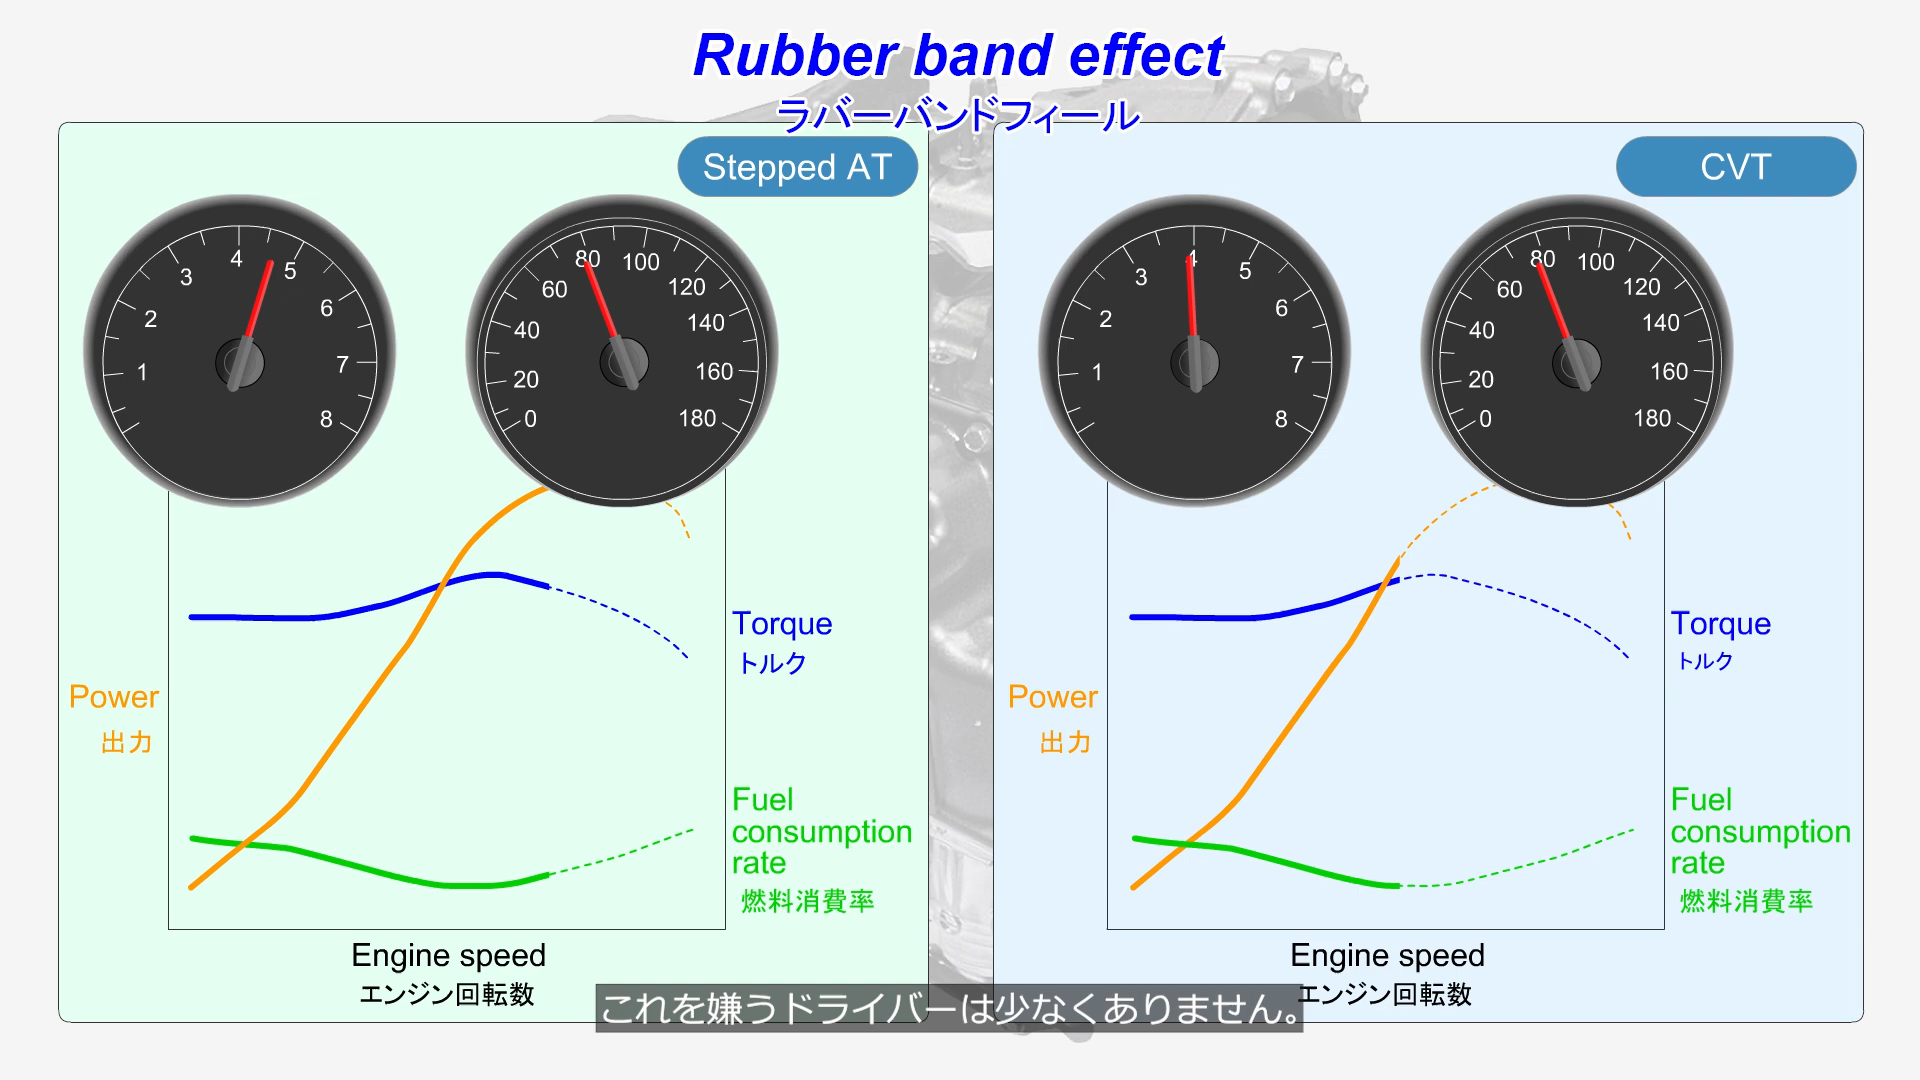 Rubber band effect
ラバーバンドフィール
Stepped AT
1
2
3
4
5
6
7
8
0
20
40
60
80
100
120
140
160
180
Power
出力
Torque
トルク
Fuel
consumption
rate
燃料消費率
Engine speed
エンジン回転数
CVT
1
2
3
4
5
6
7
8
0
20
40
60
80
100
120
140
160
180
Power
出力
Torque
トルク
Fuel
consumption
rate
燃料消費率
Engine speed
エンジン回転数
これを嫌うドライバーは少なくありません。